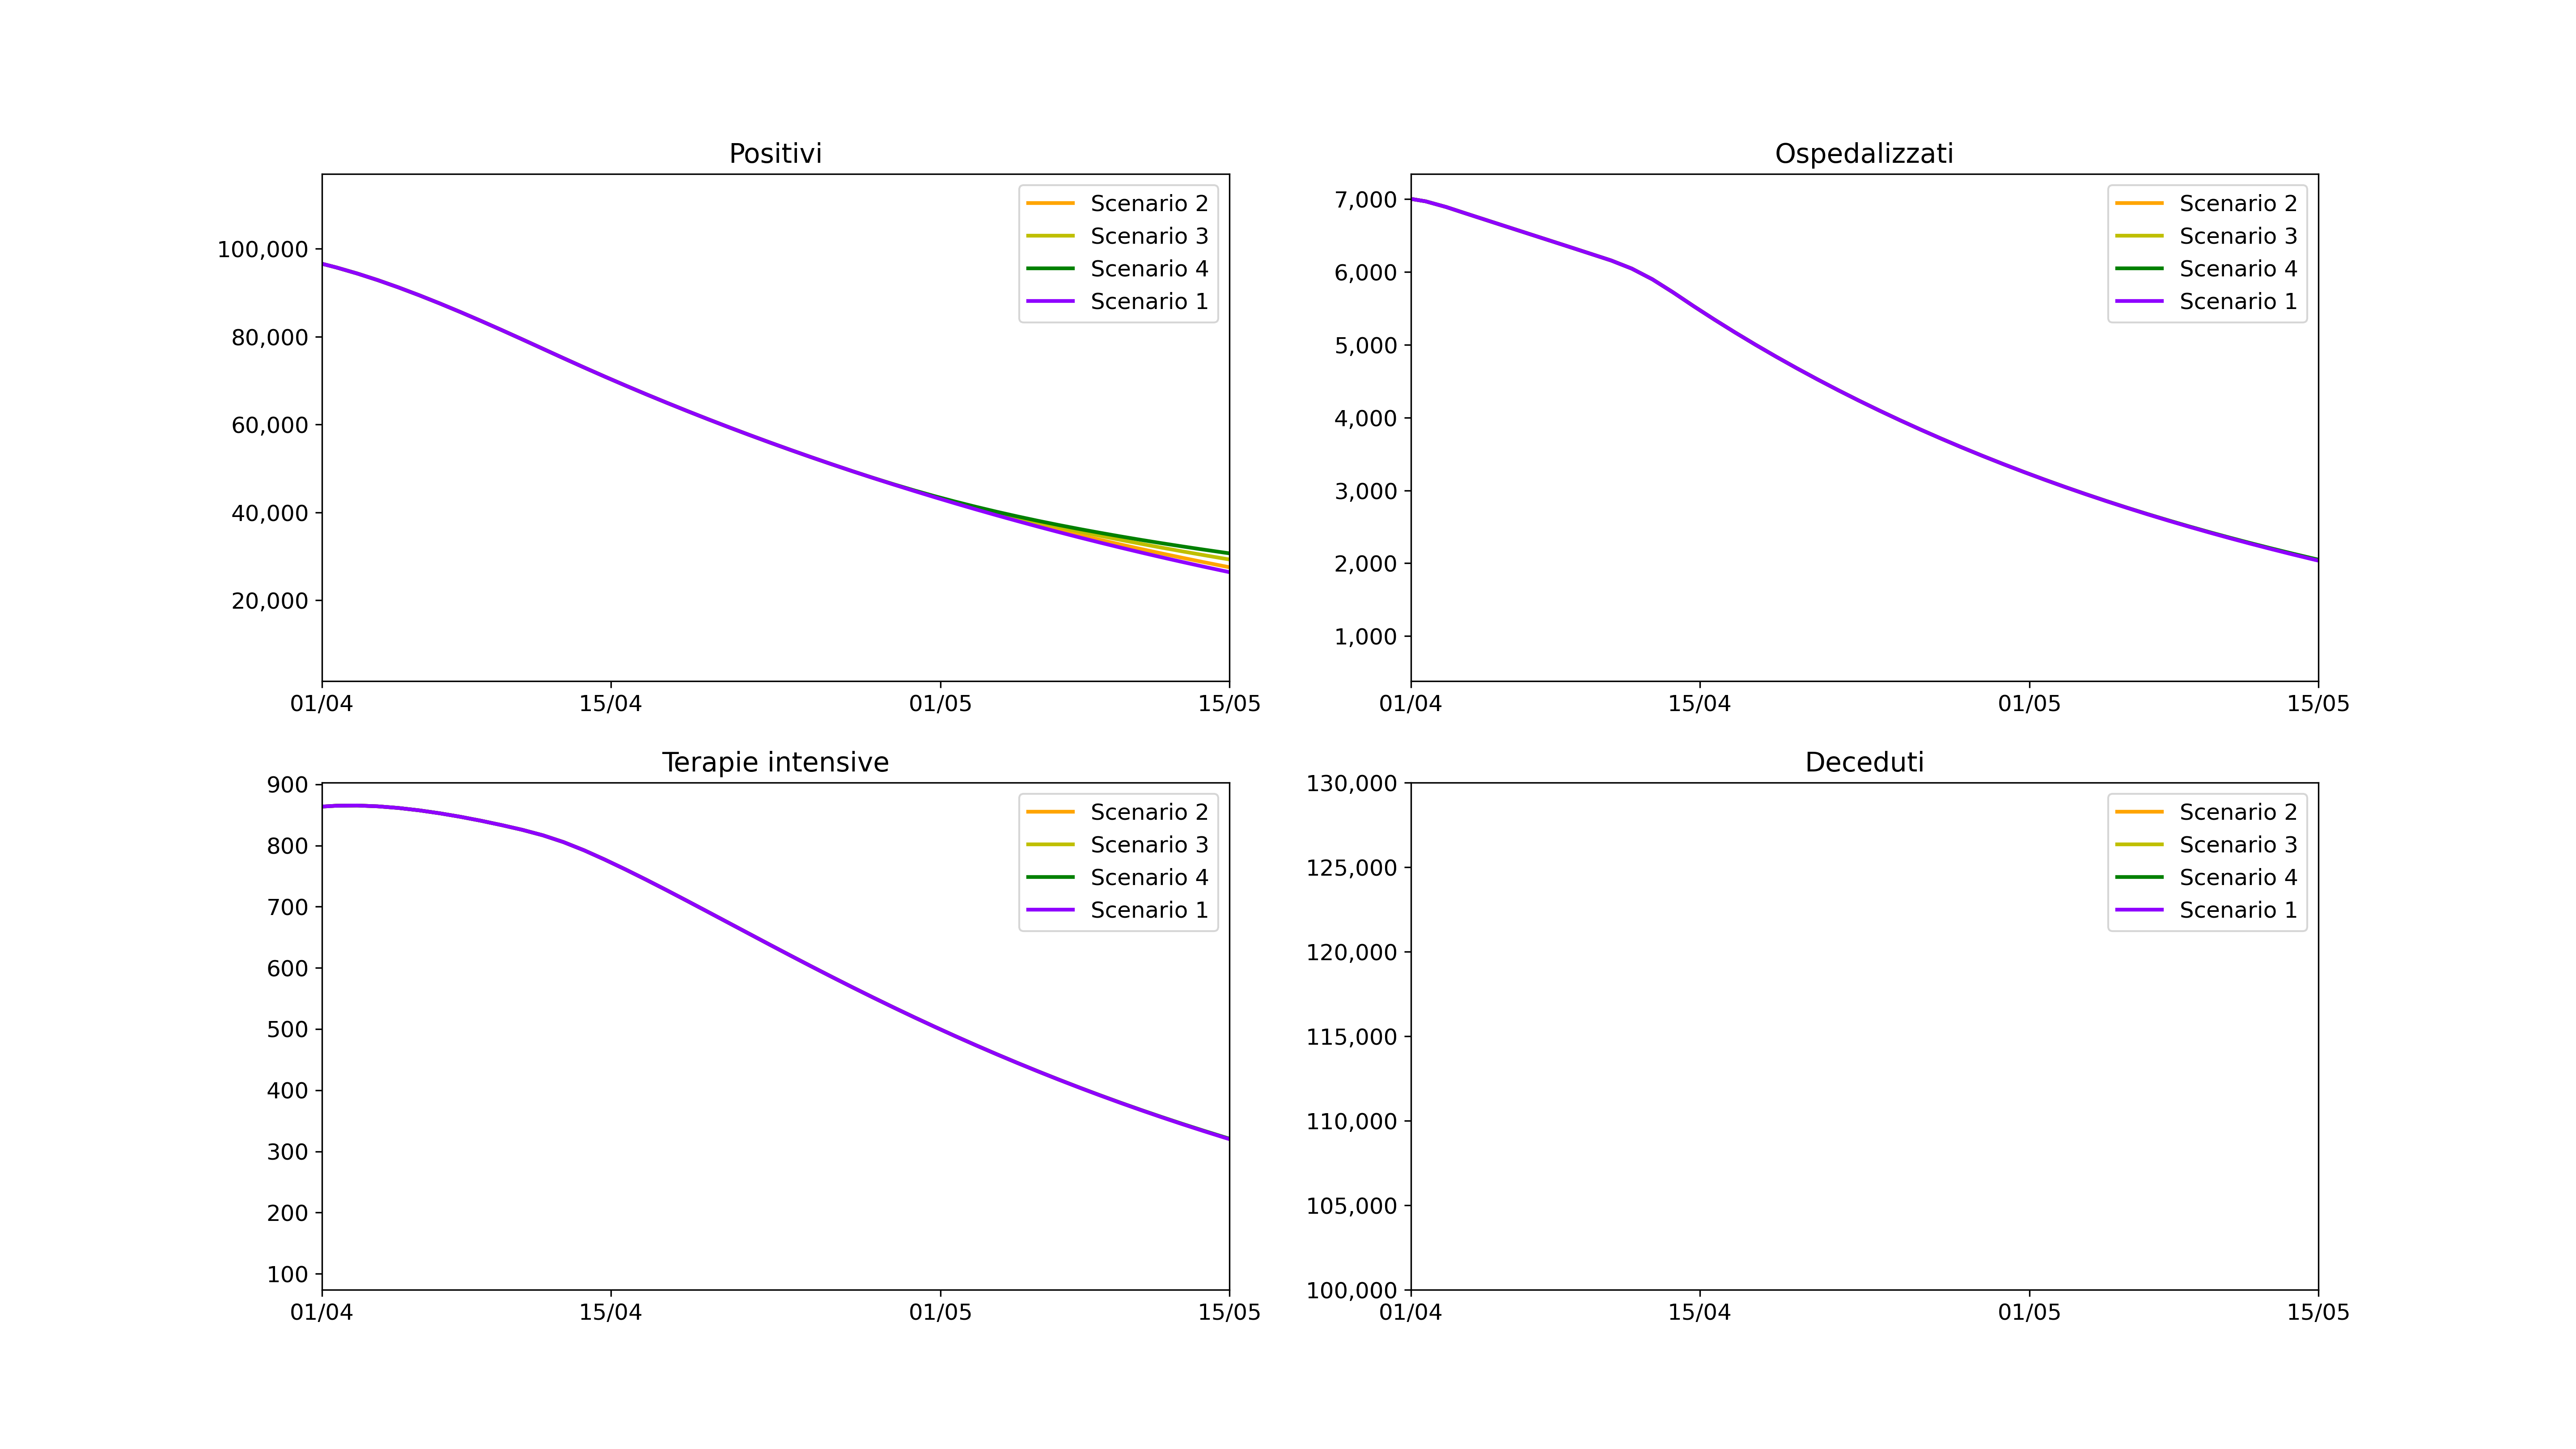 Positivi
100,000
80,000
60,000
40,000
20,000
01/04
15/04
01/05
15/05
Scenario 2
Scenario 3
Scenario 4
Scenario 1
Ospedalizzati
7,000
6,000
5,000
4,000
3,000
2,000
1,000
01/04
15/04
01/05
15/05
Scenario 2
Scenario 3
Scenario 4
Scenario 1
Terapie intensive
900
800
700
600
500
400
300
200
100
01/04
15/04
01/05
15/05
Scenario 2
Scenario 3
Scenario 4
Scenario 1
Deceduti
130,000
125,000
120,000
115,000
110,000
105,000
100,000
01/04
15/04
01/05
15/05
Scenario 2
Scenario 3
Scenario 4
Scenario 1